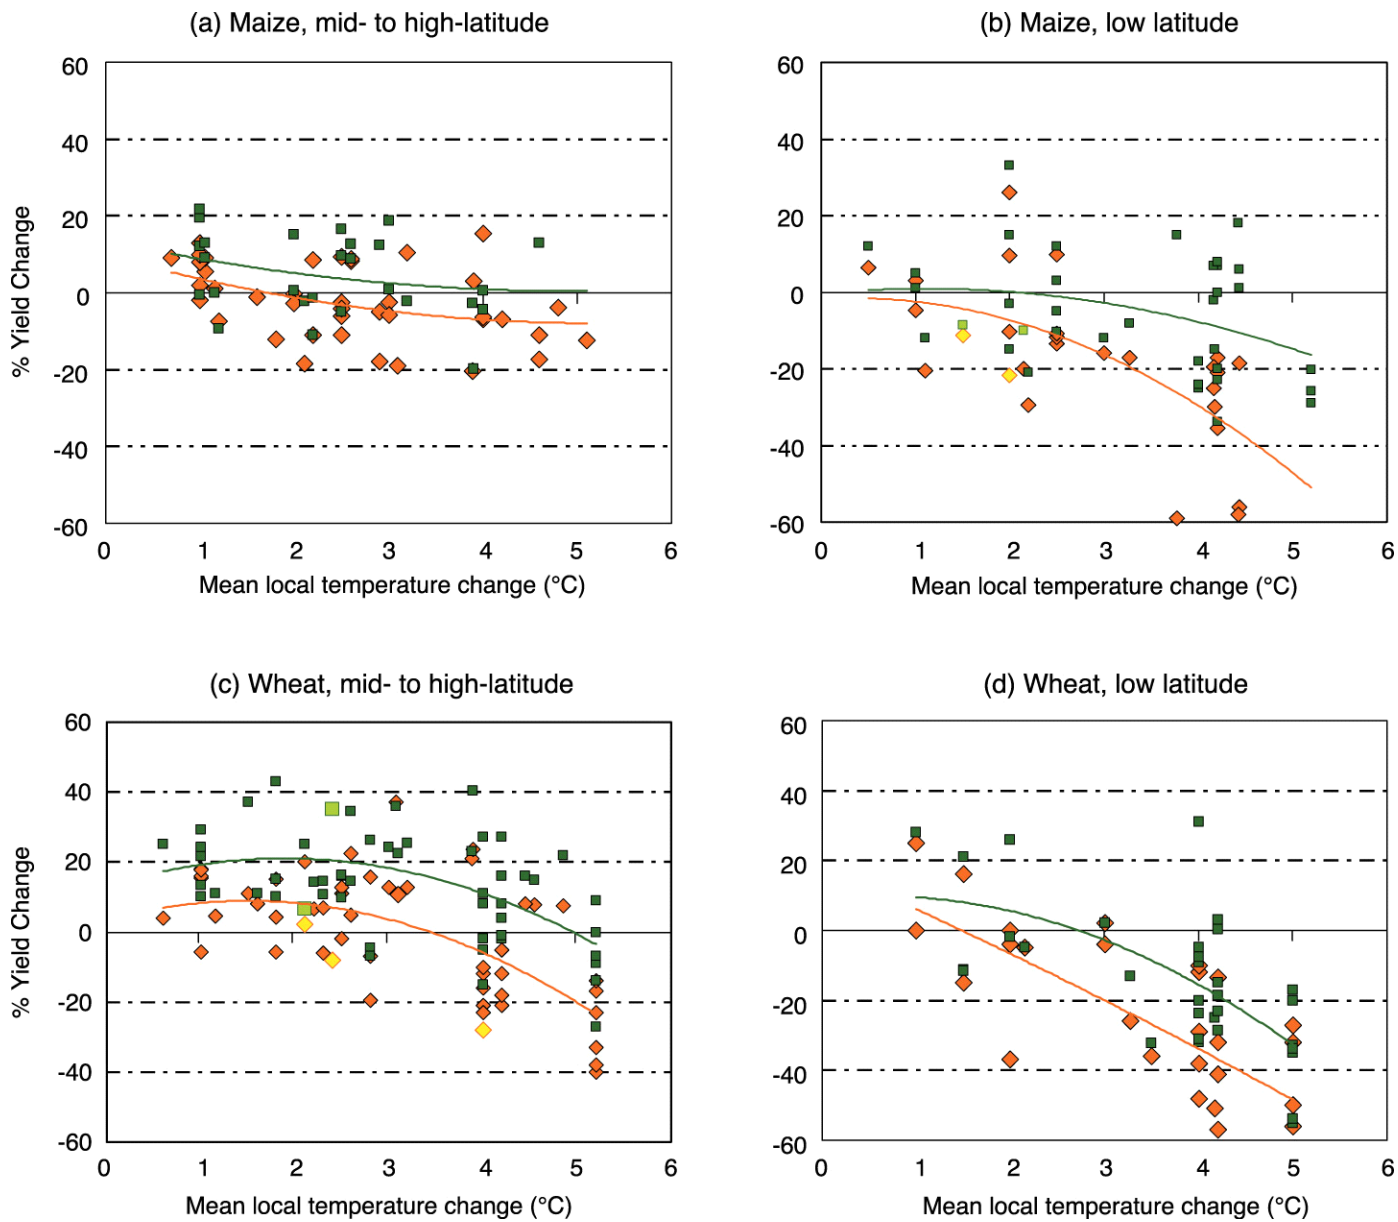 (a) Maize, mid- to high-latitude
(b) Maize, low latitude
60
40
20
0
-20
-40
-60
% Yield Change
0 1 2 3 4 5 6
Mean local temperature change (°C)
60
40
20
0
-20
-40
-60
0 1 2 3 4 5 6
Mean local temperature change (°C)
(c) Wheat, mid- to high-latitude
(d) Wheat, low latitude
60
40
20
0
-20
-40
-60
% Yield Change
0 1 2 3 4 5 6
Mean local temperature change (°C)
60
40
20
0
-20
-40
-60
0 1 2 3 4 5 6
Mean local temperature change (°C)